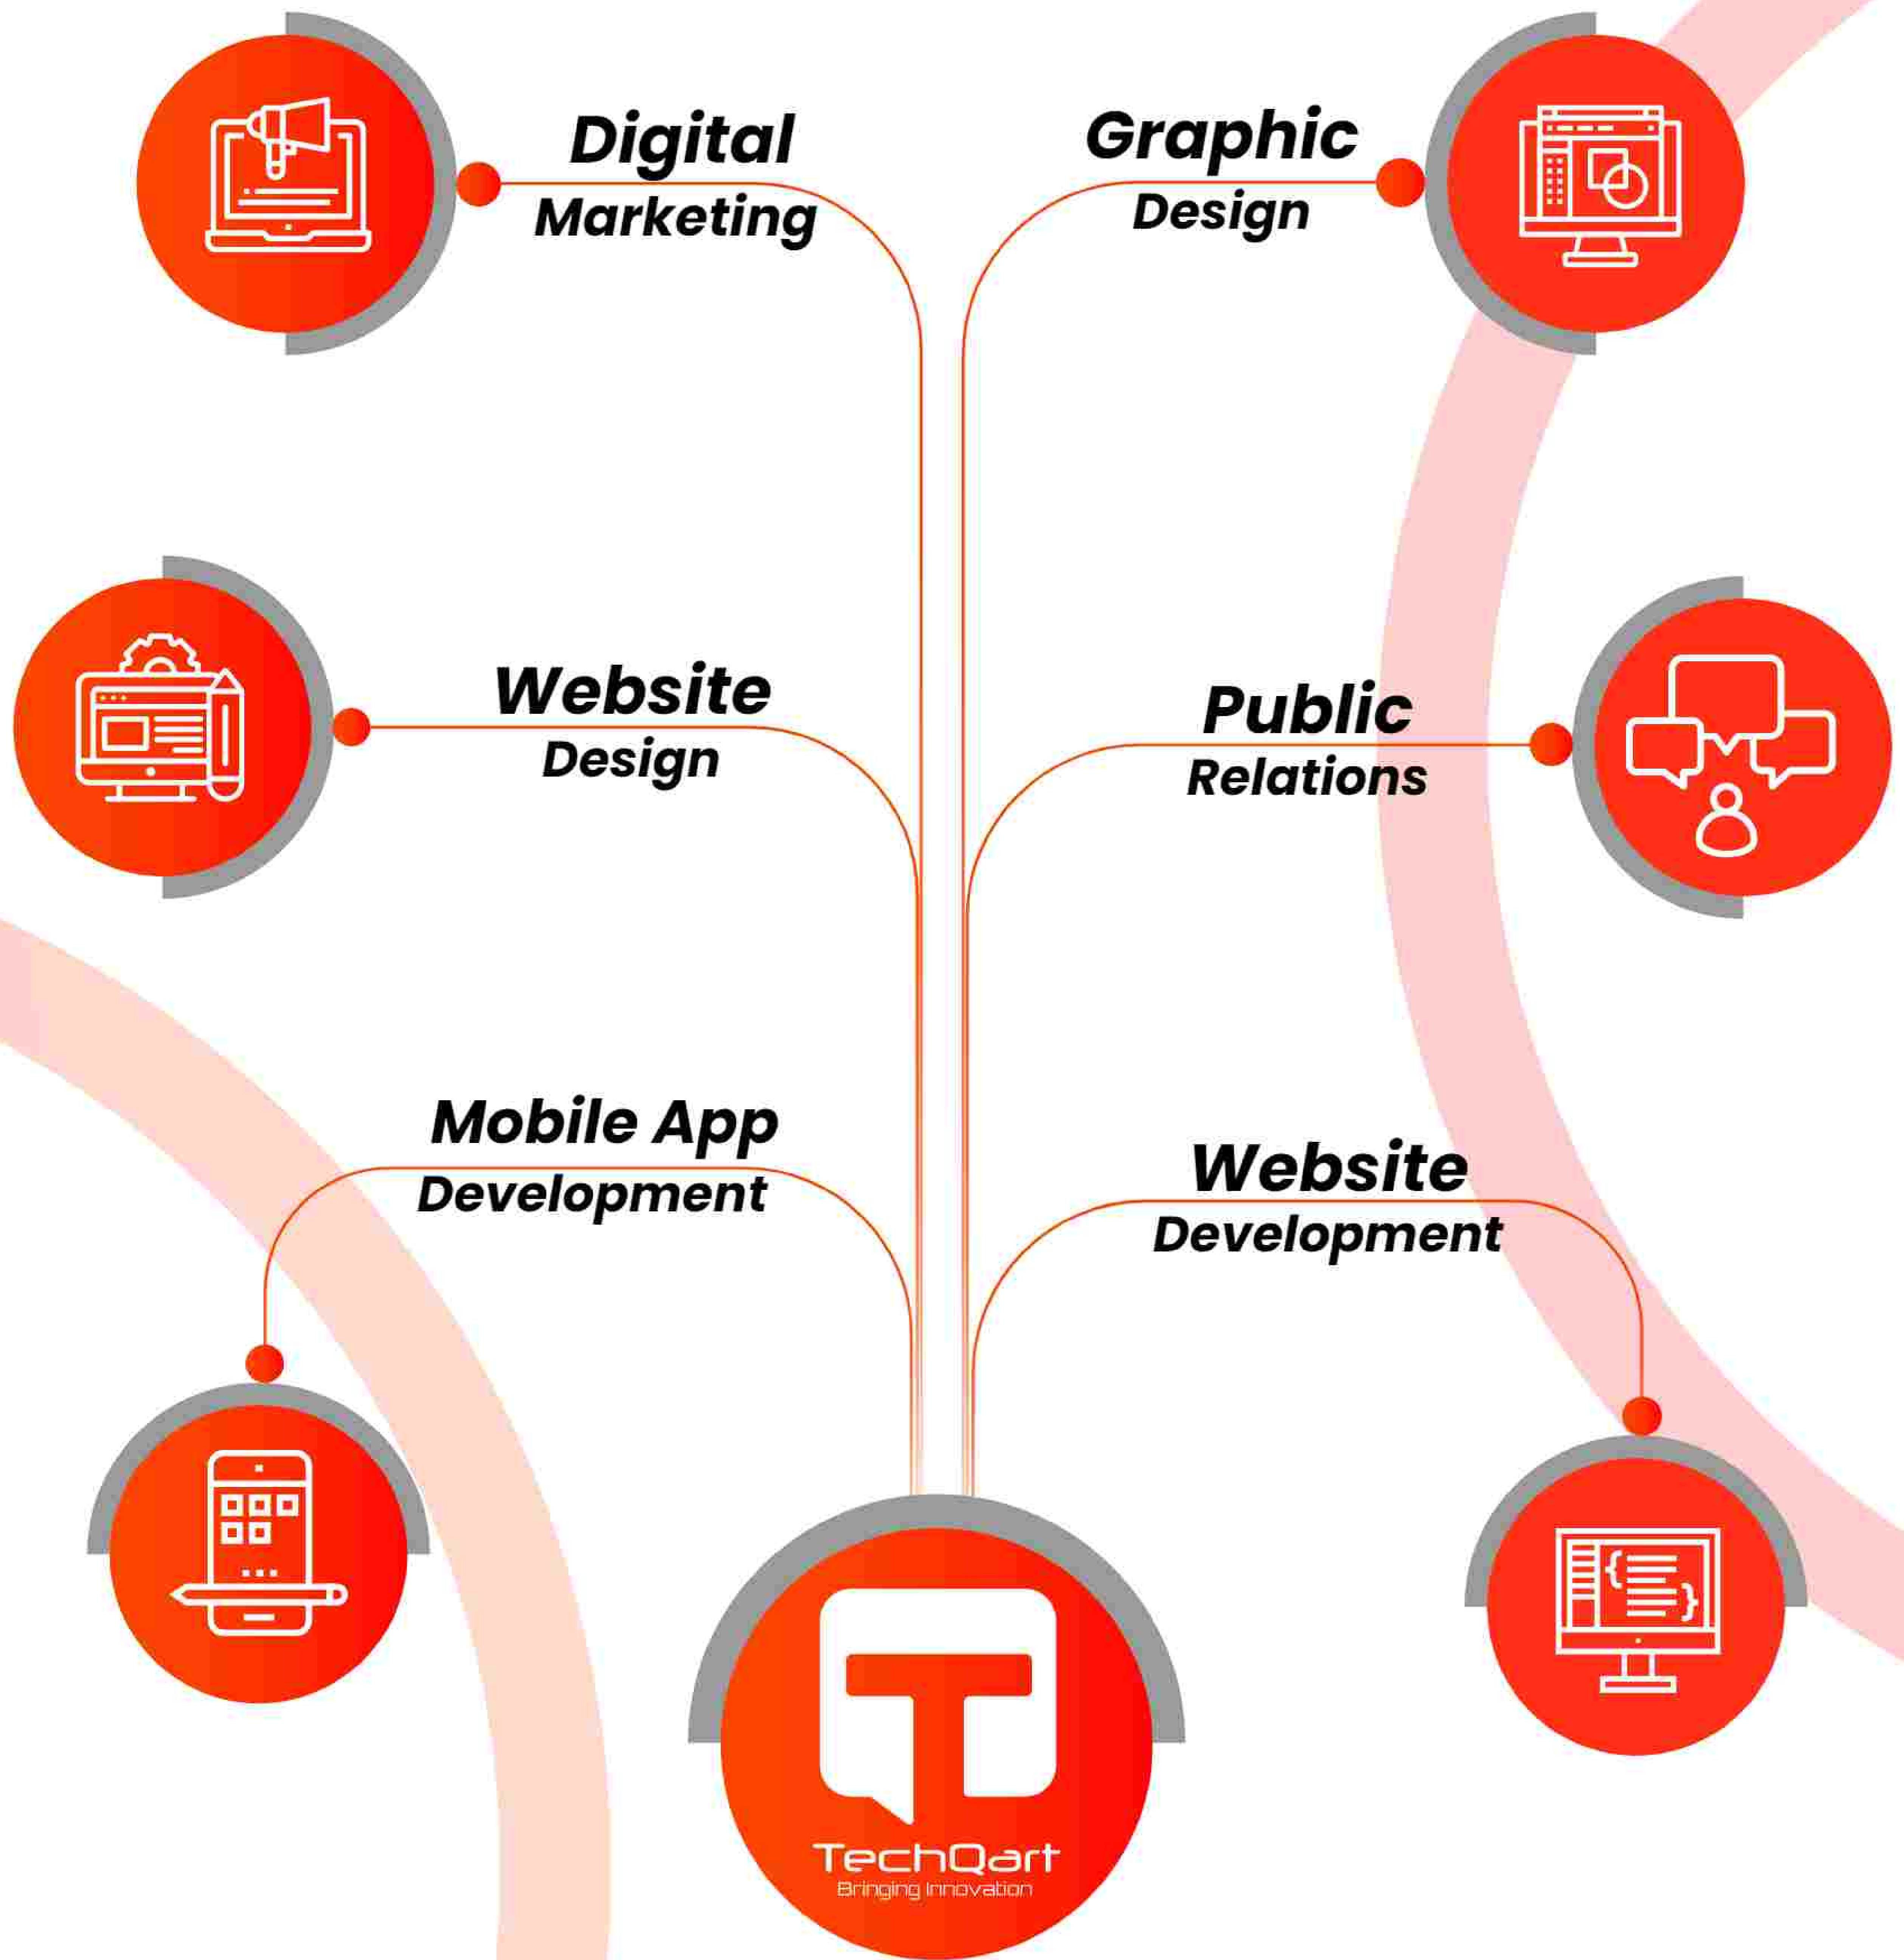 Digital
Marketing
Graphic
Design
Website
Design
Public
Relations
Mobile App
Development
Website
Development
TechQart
Bringing Innovation